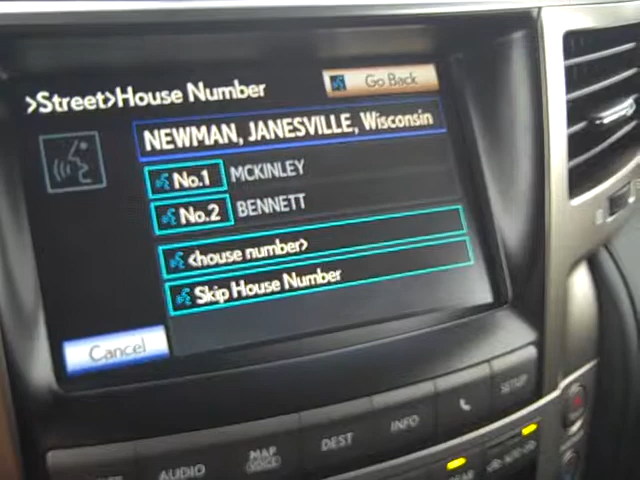 >Street>House Number
Go Back
NEWMAN, JANESVILLE, Wisconsin
No.1 MCKINLEY
No.2 BENNETT
<house number>
Skip House Number
Cancel
AUDIO
MAP VOICE
DEST
INFO
SETUP